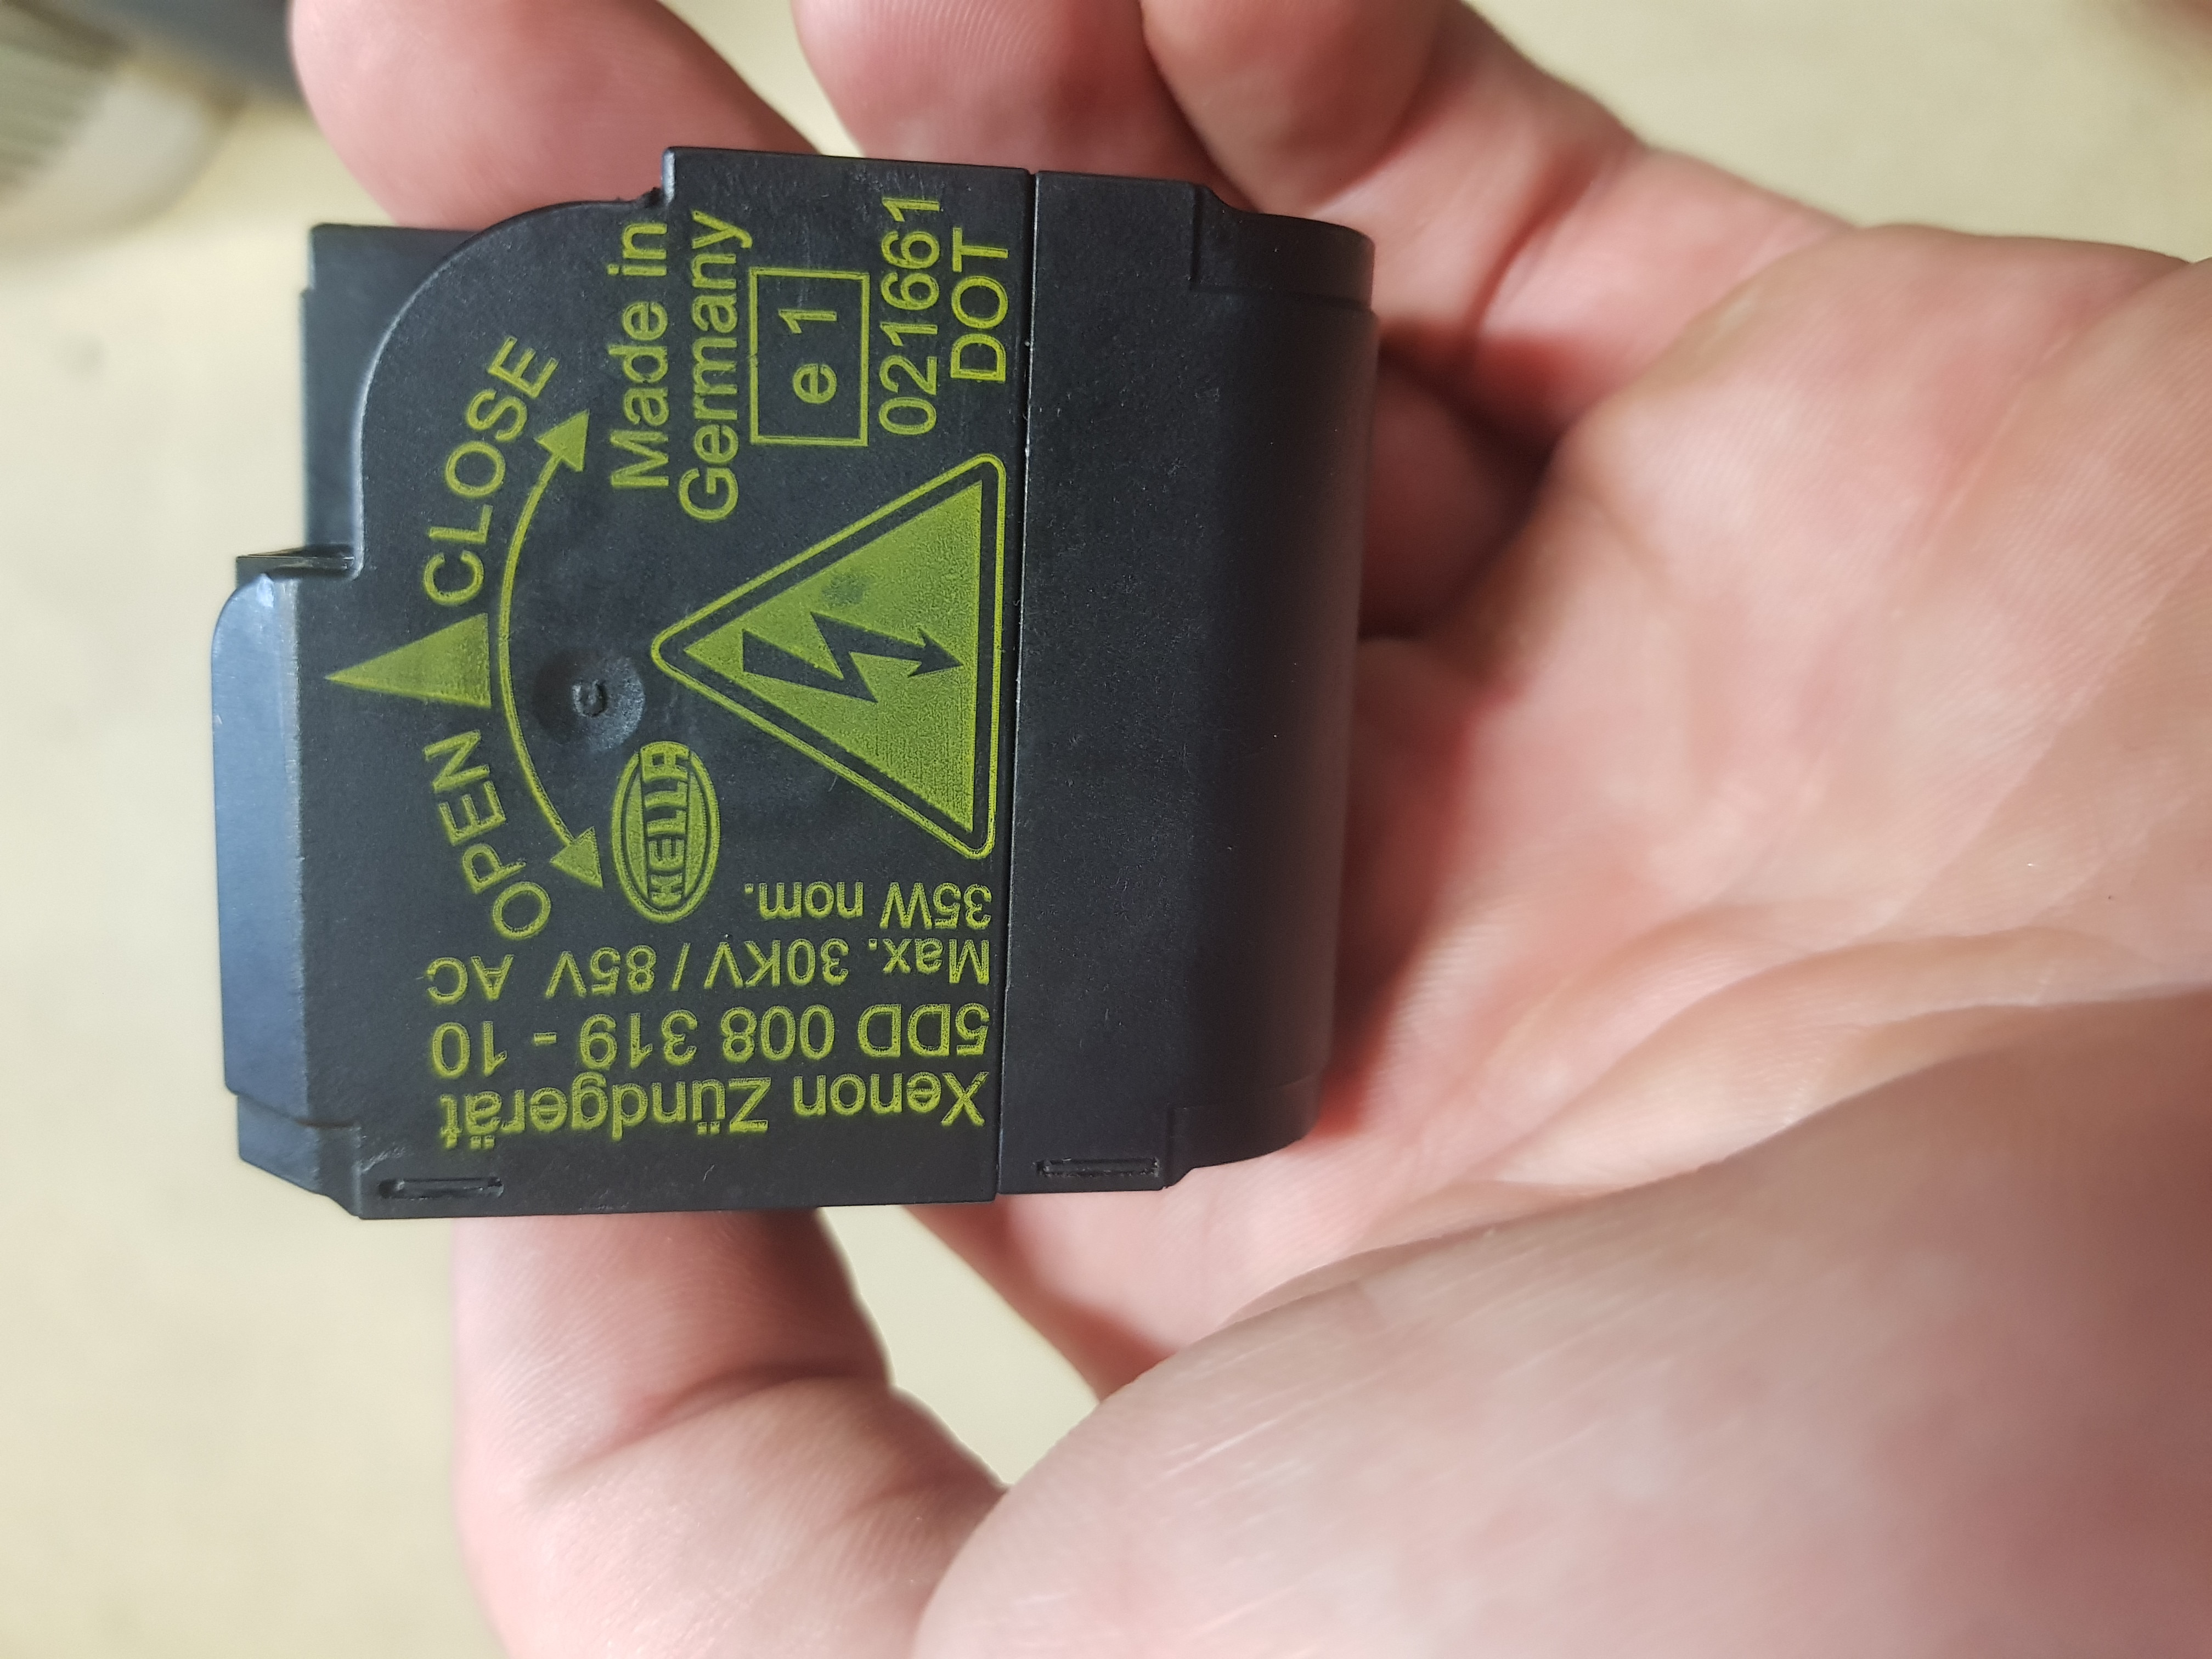 OPEN CLOSE
HELLA
Made in
Germany
e 1
021661
DOT
Xenon Zündgerät
5DD 008 319 - 10
Max. 30KV / 85V AC
35W nom.
c